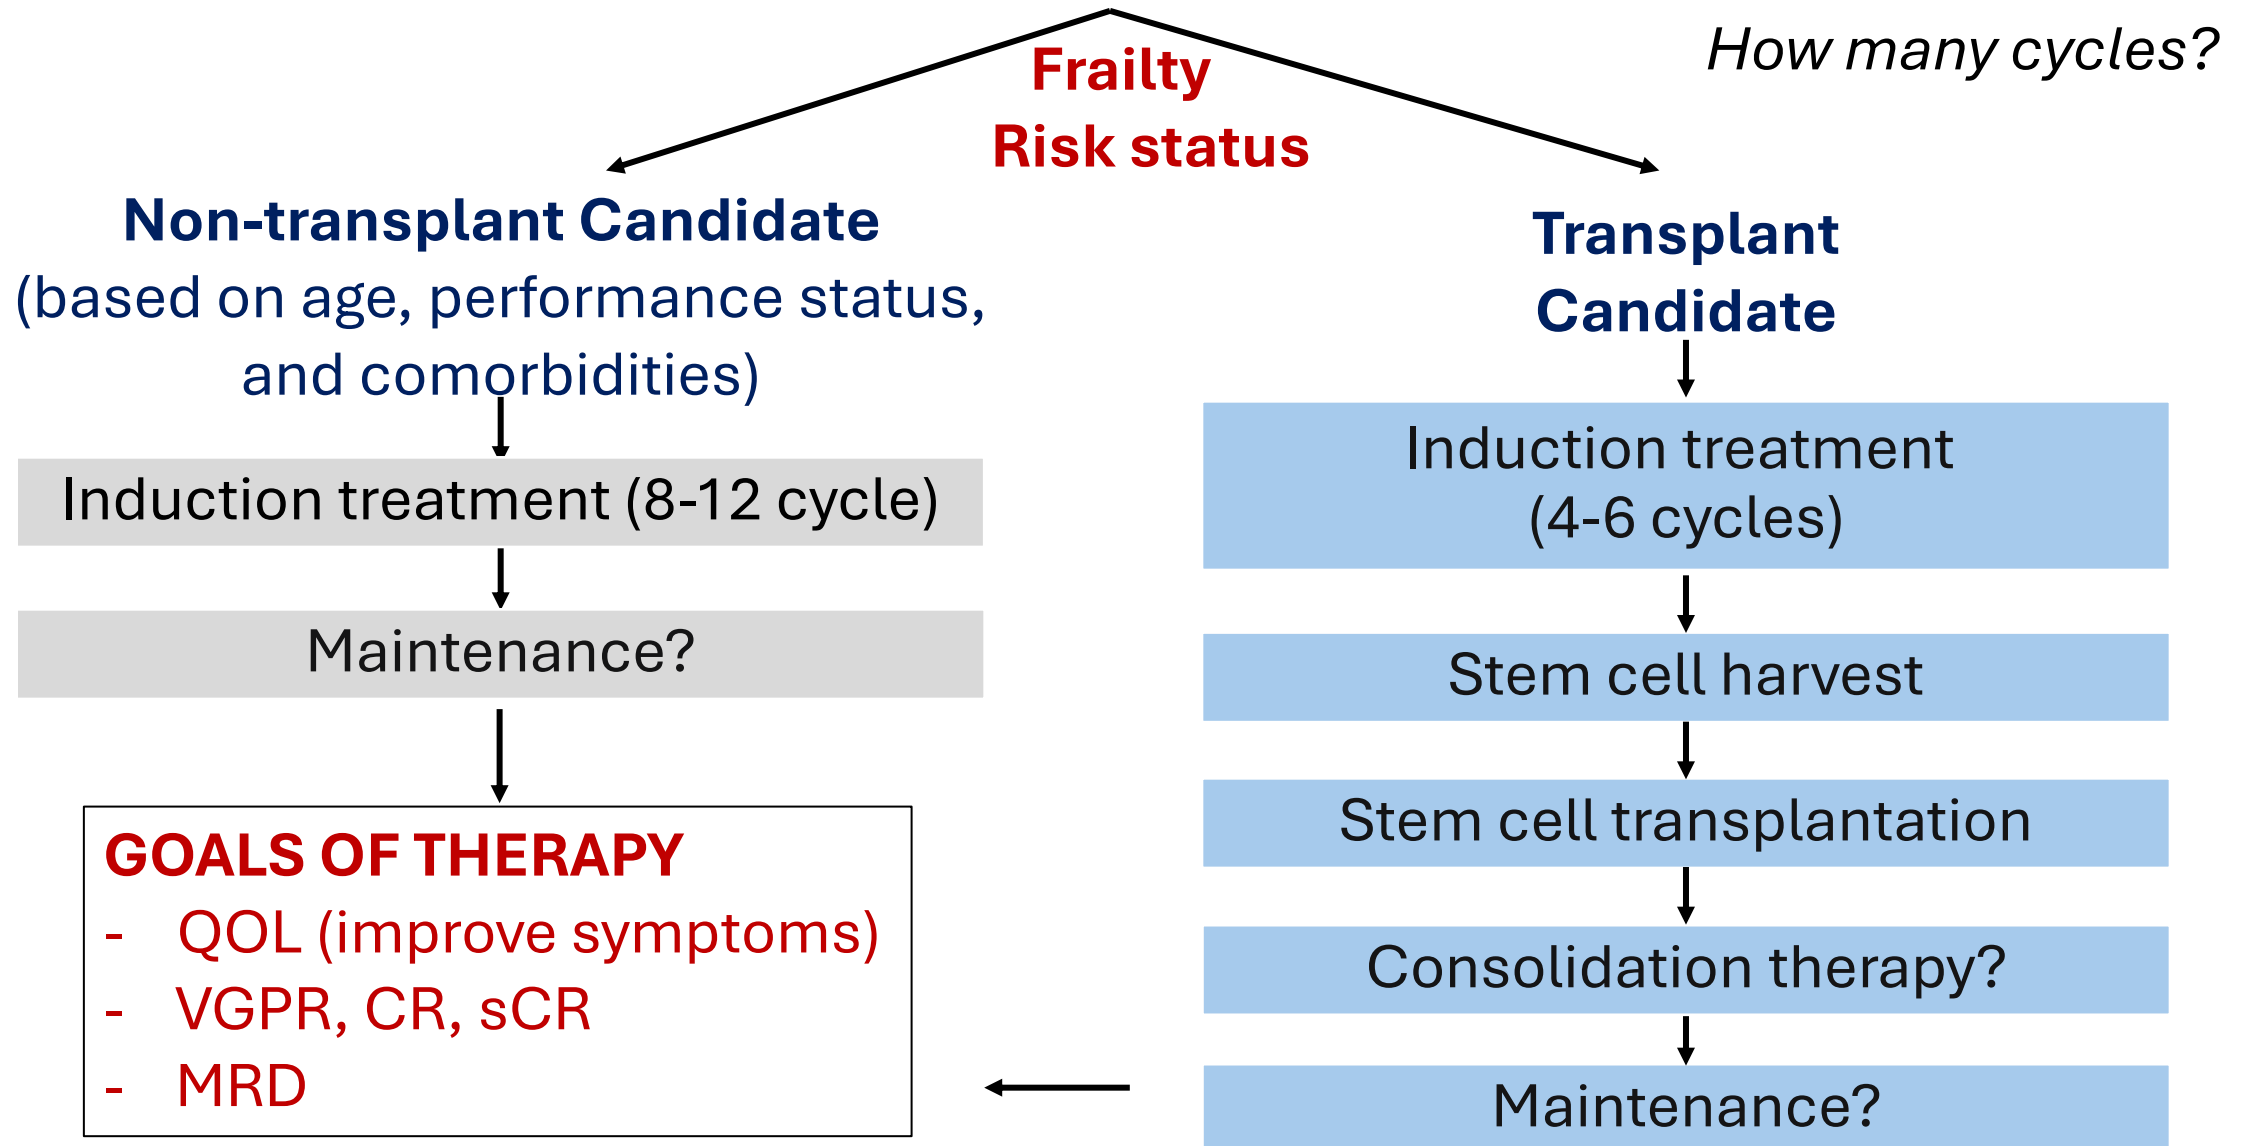 How many cycles?
Frailty
Risk status
Non-transplant Candidate
(based on age, performance status,
and comorbidities)
Induction treatment (8-12 cycle)
Maintenance?
GOALS OF THERAPY
- QOL (improve symptoms)
- VGPR, CR, sCR
- MRD
Transplant
Candidate
Induction treatment
(4-6 cycles)
Stem cell harvest
Stem cell transplantation
Consolidation therapy?
Maintenance?